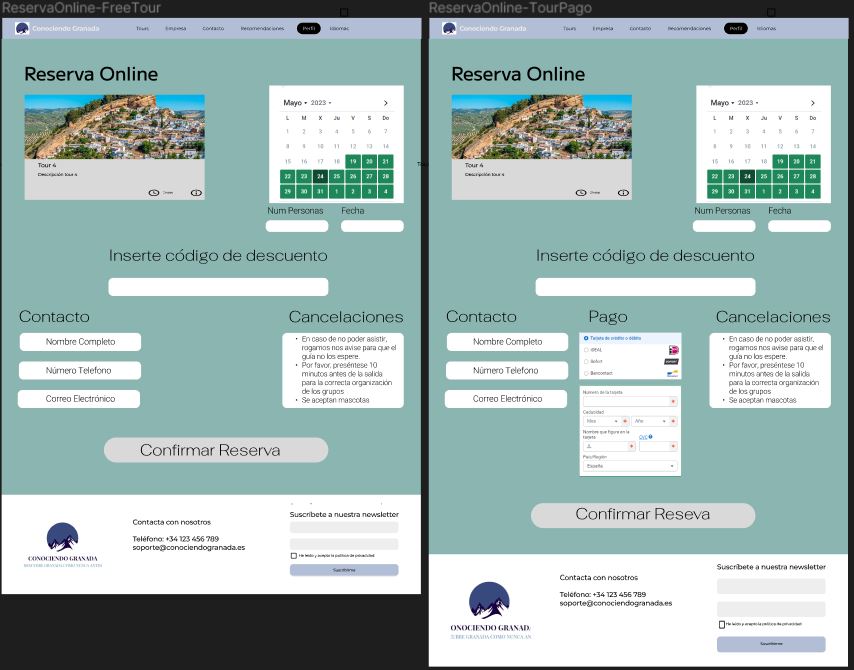 ReservaOnline-FreeTour
Conociendo Granada
Tours Empresa Contacto Recomendaciones Perfil Idiomas
Reserva Online
Tour 4
Descripción tour 4
Mayo 2023
L M X Ju V S Do
1 2 3 4 5 6 7
8 9 10 11 12 13 14
15 16 17 18 19 20 21
22 23 24 25 26 27 28
29 30 31 1 2 3 4
Num Personas Fecha
Inserte código de descuento
Contacto
Nombre Completo
Número Telefono
Correo Electrónico
Cancelaciones
• En caso de no poder asistir,
rogamos nos avise para que el
guía no los espere.
• Por favor, preséntese 10
minutos antes de la salida
para la correcta organización
de los grupos
• Se aceptan mascotas
Confirmar Reserva
CONOCIENDO GRANADA
DESCUBRE GRANADA COMO NUNCA ANTES
Contacta con nosotros
Teléfono: +34 123 456 789
soporte@conociendogranada.es
Suscríbete a nuestra newsletter
He leído y acepto la política de privacidad
Suscribirme
ReservaOnline-TourPago
Conociendo Granada
Tours Empresa Contacto Recomendaciones Perfil Idiomas
Reserva Online
Tour 4
Descripción tour 4
Mayo 2023
L M X Ju V S Do
1 2 3 4 5 6 7
8 9 10 11 12 13 14
15 16 17 18 19 20 21
22 23 24 25 26 27 28
29 30 31 1 2 3 4
Num Personas Fecha
Inserte código de descuento
Contacto
Nombre Completo
Número Telefono
Correo Electrónico
Pago
Tarjeta de crédito o débito
iDEAL
Sofort
Bancontact
Número de la tarjeta
Caducidad
Mes Año
Nombre que figura en la
tarjeta
CVC
País/Región
España
Cancelaciones
• En caso de no poder asistir,
rogamos nos avise para que el
guía no los espere.
• Por favor, preséntese 10
minutos antes de la salida
para la correcta organización
de los grupos
• Se aceptan mascotas
Confirmar Reseva
ONOCIENDO GRANAD
UBRE GRANADA COMO NUNCA AN
Contacta con nosotros
Teléfono: +34 123 456 789
soporte@conociendogranada.es
Suscríbete a nuestra newsletter
He leído y acepto la política de privacidad
Suscribirme